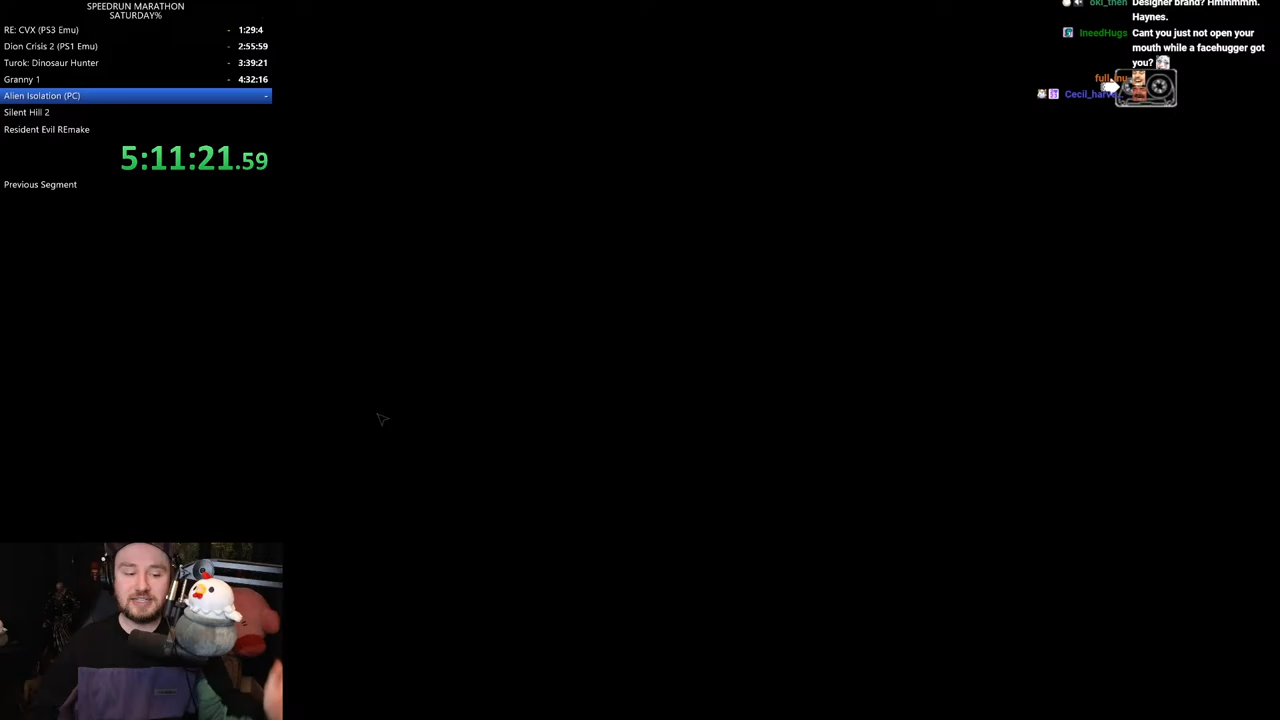 SPEEDRUN MARATHON
SATURDAY%
RE: CVX (PS3 Emu) - 1:29:4
Dion Crisis 2 (PS1 Emu) - 2:55:59
Turok: Dinosaur Hunter - 3:39:21
Granny 1 - 4:32:16
Alien Isolation (PC) -
Silent Hill 2
Resident Evil REmake
5:11:21.59
Previous Segment
oki_then Designer brand? Hmmmmm.
Haynes.
IneedHugs Cant you just not open your
mouth while a facehugger got
you?